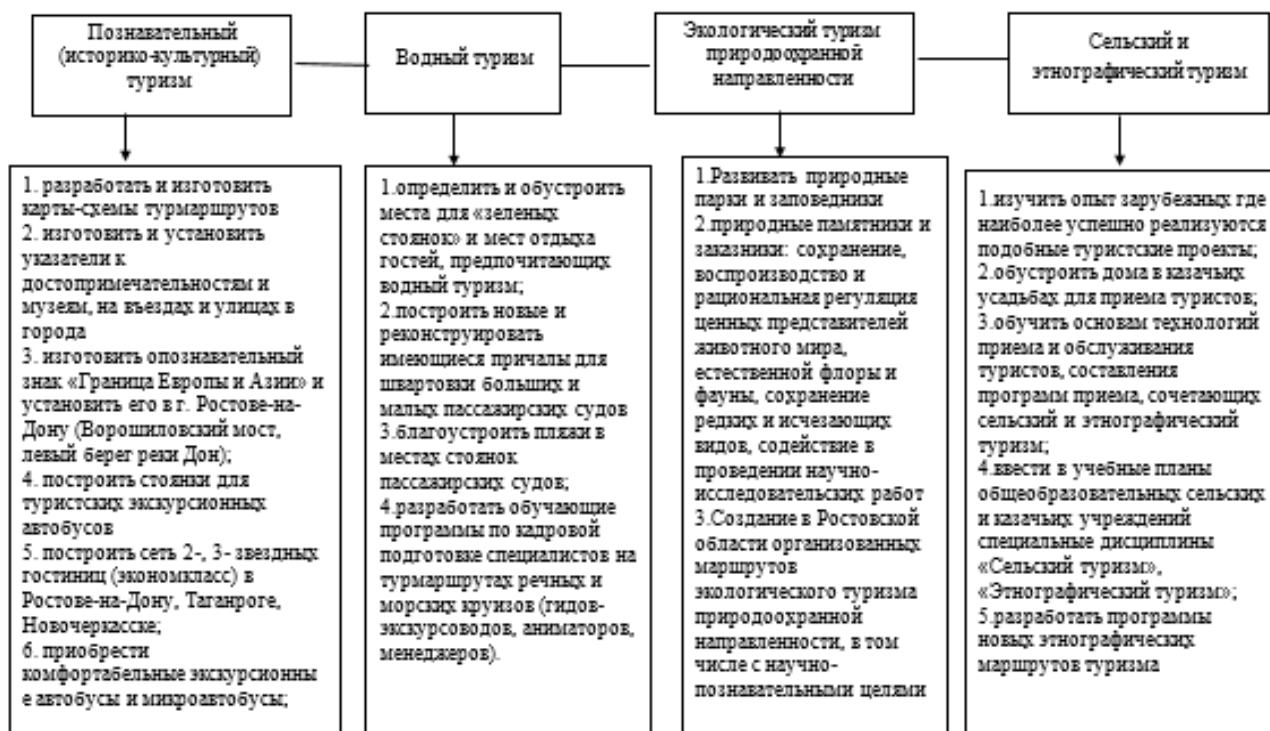 Познавательный
(историко-культурный)
туризм
Водный туризм
Экологический туризм
природоохранной
направленности
Сельский и
этнографический туризм
1. разработать и изготовить
карты-схемы турмаршрутов
2. изготовить и установить
указатели к
достопримечательностям и
музеям, на въездах и улицах в
города
3. изготовить опознавательный
знак «Граница Европы и Азии» и
установить его в г. Ростове-на-
Дону (Ворошиловский мост,
левый берег реки Дон);
4. построить стоянки для
туристских экскурсионных
автобусов
5. построить сеть 2-, 3- звездных
гостиниц (экономкласс) в
Ростове-на-Дону, Таганроге,
Новочеркасске;
6. приобрести
комфортабельные экскурсионны
е автобусы и микроавтобусы;
1.определить и обустроить
места для «зеленых
стоянок» и мест отдыха
гостей, предпочитающих
водный туризм;
2.построить новые и
реконструировать
имеющиеся причалы для
швартовки больших и
малых пассажирских судов
3.благоустроить пляжи в
местах стоянок
пассажирских судов;
4.разработать обучающие
программы по кадровой
подготовке специалистов на
турмаршрутах речных и
морских круизов (гидов-
экскурсоводов, аниматоров,
менеджеров).
1.Развивать природные
парки и заповедники
2.природные памятники и
заказники: сохранение,
воспроизводство и
рациональная регуляция
ценных представителей
животного мира,
естественной флоры и
фауны, сохранение
редких и исчезающих
видов, содействие в
проведении научно-
исследовательских работ
3.Создание в Ростовской
области организованных
маршрутов
экологического туризма
природоохранной
направленности, в том
числе с научно-
познавательными целями
1.изучить опыт зарубежных где
наиболее успешно реализуются
подобные туристские проекты;
2.обустроить дома в казачьих
усадьбах для приема туристов;
3.обучить основам технологий
приема и обслуживания
туристов, составления
программ приема, сочетающих
сельский и этнографический
туризм;
4.ввести в учебные планы
общеобразовательных сельских
и казачьих учреждений
специальные дисциплины
«Сельский туризм»,
«Этнографический туризм»;
5.разработать программы
новых этнографических
маршрутов туризма